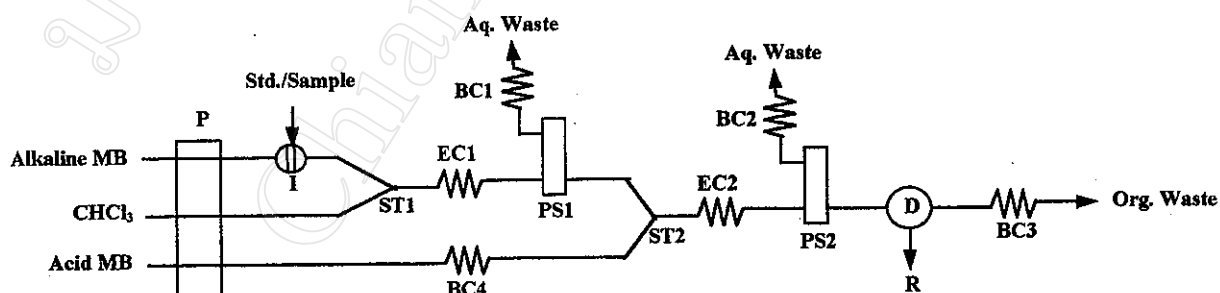 Aq. Waste
Aq. Waste
Std./Sample
BC1
BC2
P
Alkaline MB
I
EC1
EC2
ST1
PS1
CHCl₃
ST2
PS2
D
Org. Waste
BC3
Acid MB
BC4
R